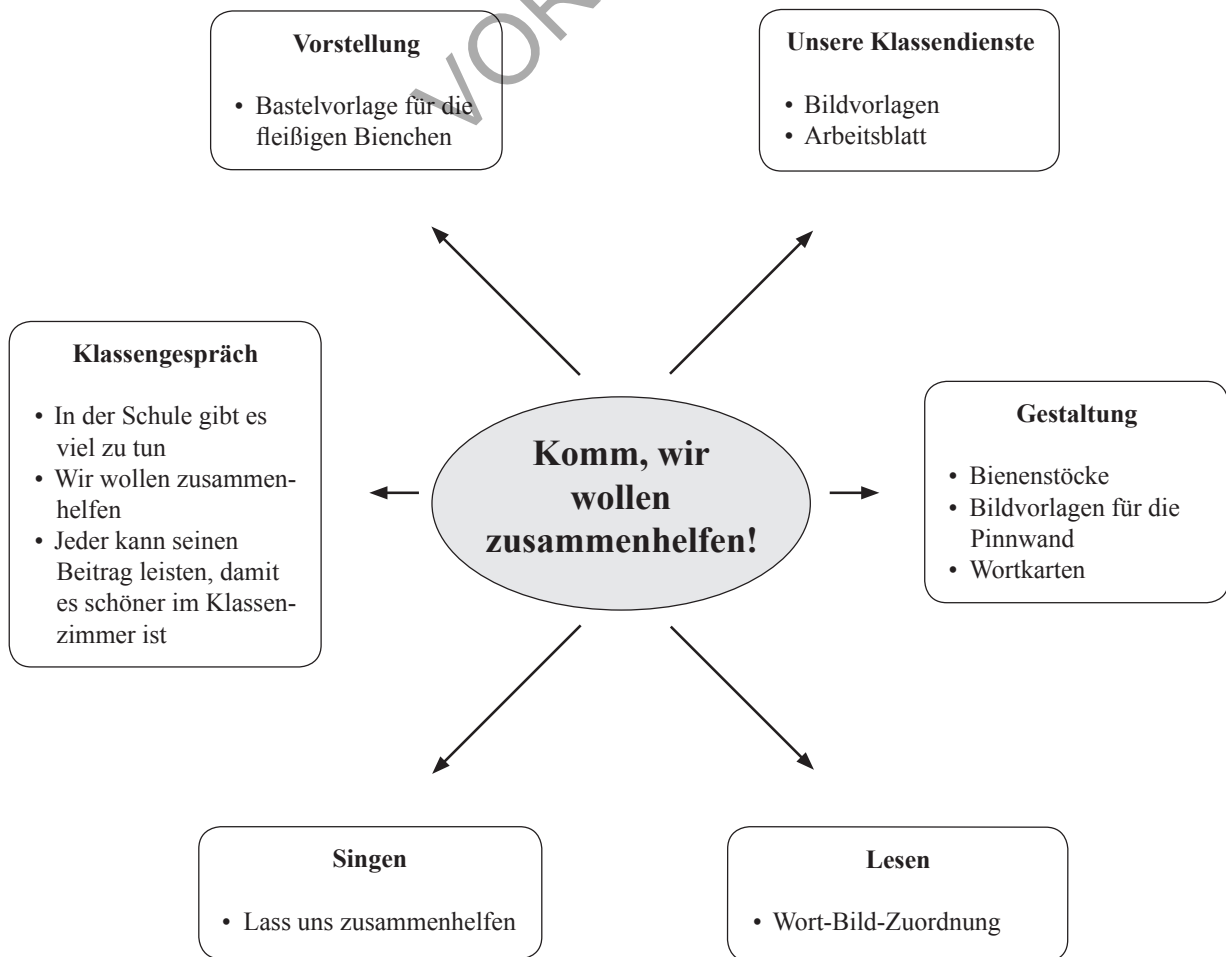 VOR
Vorstellung
• Bastelvorlage für die
fleißigen Bienchen
Unsere Klassendienste
• Bildvorlagen
• Arbeitsblatt
Klassengespräch
• In der Schule gibt es
viel zu tun
• Wir wollen zusammen-
helfen
• Jeder kann seinen
Beitrag leisten, damit
es schöner im Klassen-
zimmer ist
Komm, wir
wollen
zusammenhelfen!
Gestaltung
• Bienenstöcke
• Bildvorlagen für die
Pinnwand
• Wortkarten
Singen
• Lass uns zusammenhelfen
Lesen
• Wort-Bild-Zuordnung